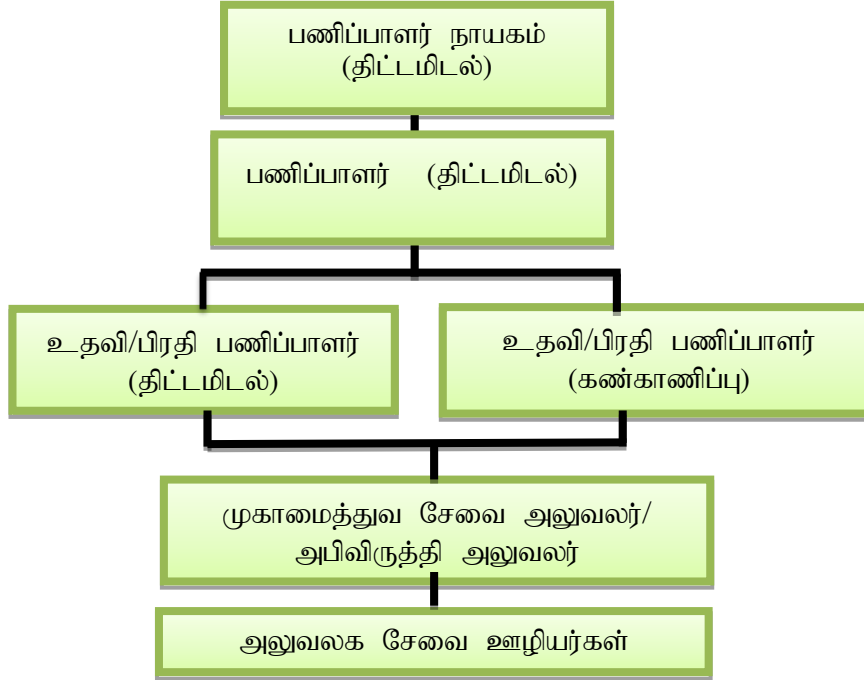 பணிப்பாளர் நாயகம்
(திட்டமிடல்)
பணிப்பாளர் (திட்டமிடல்)
உதவி/பிரதி பணிப்பாளர்
(திட்டமிடல்)
உதவி/பிரதி பணிப்பாளர்
(கண்காணிப்பு)
முகாமைத்துவ சேவை அலுவலர்/
அபிவிருத்தி அலுவலர்
அலுவலக சேவை ஊழியர்கள்